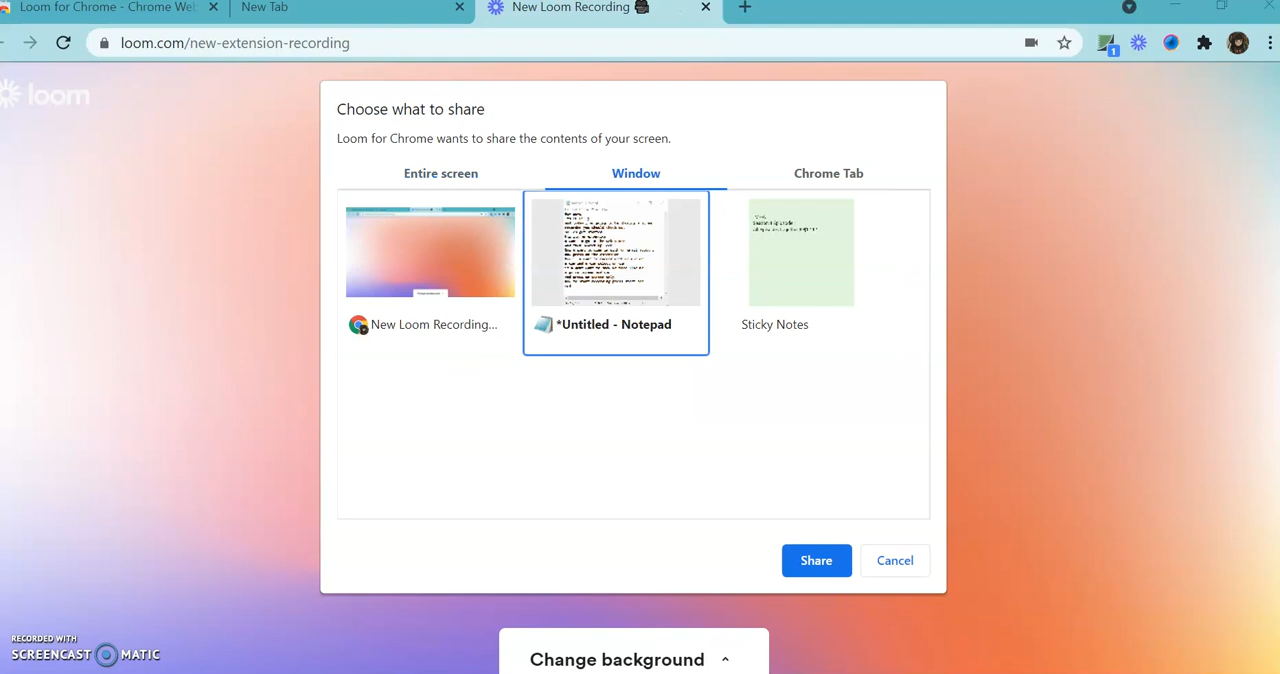 Loom for Chrome - Chrome Web
New Tab
New Loom Recording
loom.com/new-extension-recording
1
loom
Choose what to share
Loom for Chrome wants to share the contents of your screen.
Entire screen Window Chrome Tab
New Loom Recording... *Untitled - Notepad Sticky Notes
Share Cancel
RECORDED WITH
SCREENCAST MATIC
Change background